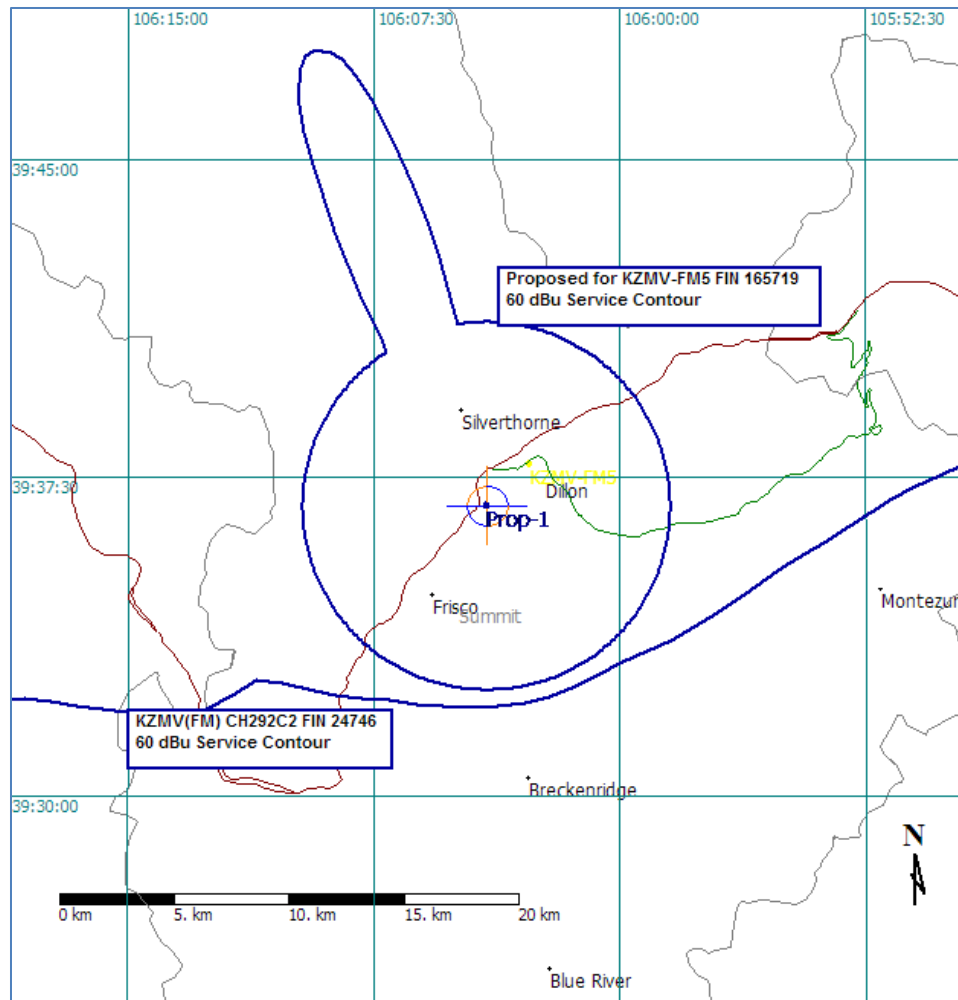 106:15:00
106:07:30
106:00:00
105:52:30
39:45:00
Proposed for KZMV-FM5 FIN 165719
60 dBu Service Contour
Silverthorne
39:37:30
KZMV-FM5
Dillon
Prop-1
Frisco
Summit
Montezum
KZMV(FM) CH292C2 FIN 24746
60 dBu Service Contour
Breckenridge
39:30:00
N
0 km
5. km
10. km
15. km
20 km
Blue River